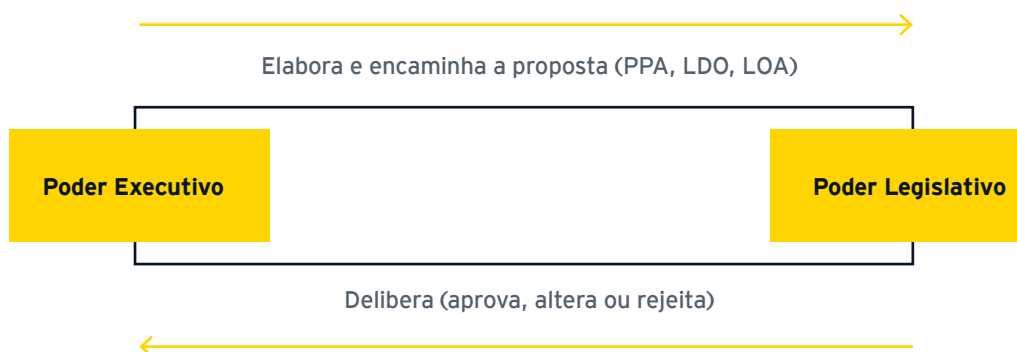 Elabora e encaminha a proposta (PPA, LDO, LOA)
Poder Executivo
Poder Legislativo
Delibera (aprova, altera ou rejeita)